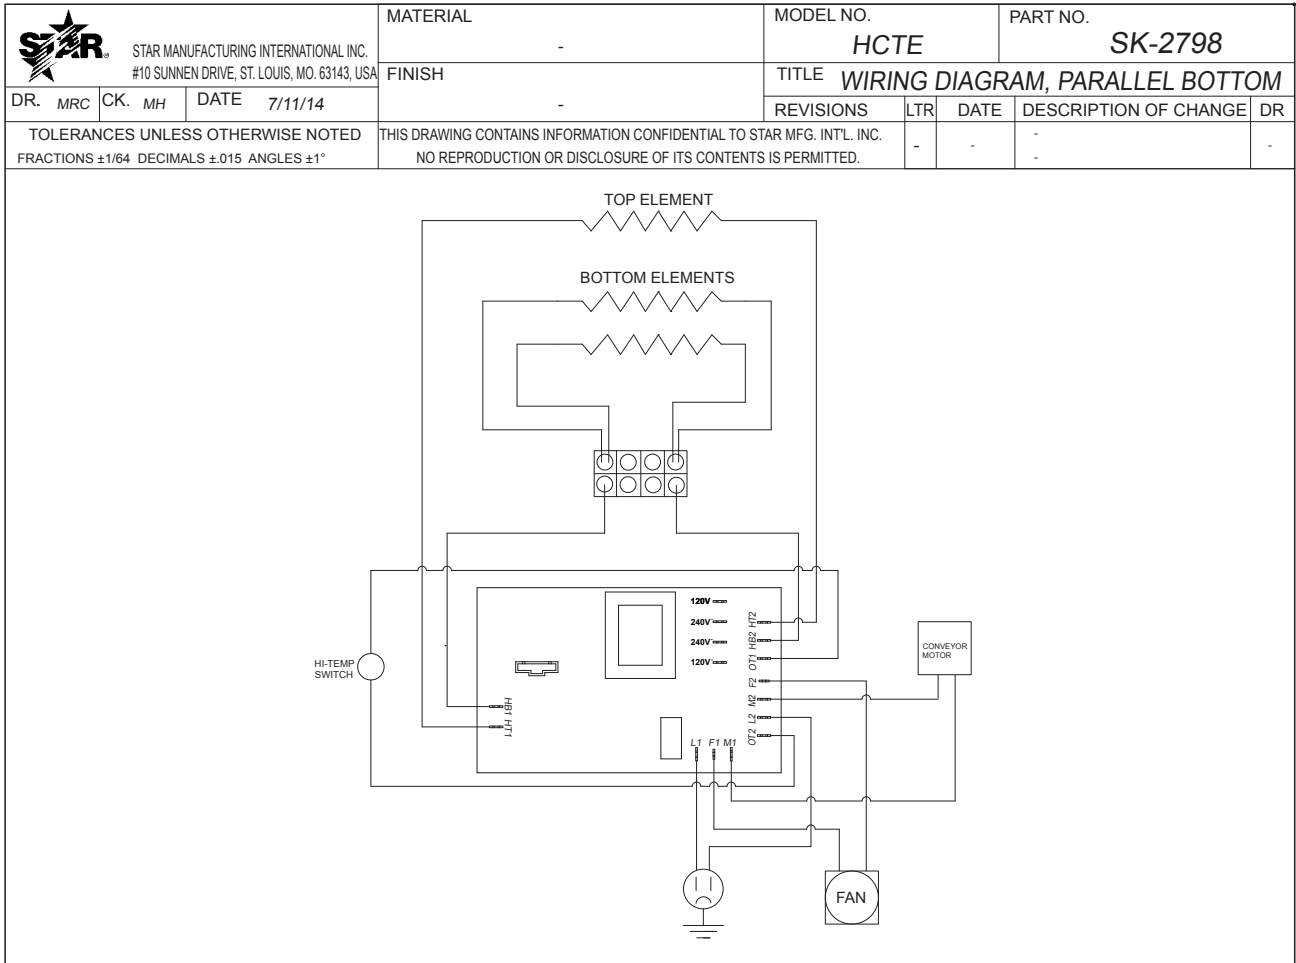 STAR®
STAR MANUFACTURING INTERNATIONAL INC.
#10 SUNNEN DRIVE, ST. LOUIS, MO. 63143, USA
DR. MRC CK. MH DATE 7/11/14
TOLERANCES UNLESS OTHERWISE NOTED
FRACTIONS ±1/64 DECIMALS ±.015 ANGLES ±1°
MATERIAL
-
FINISH
-
THIS DRAWING CONTAINS INFORMATION CONFIDENTIAL TO STAR MFG. INT'L. INC.
NO REPRODUCTION OR DISCLOSURE OF ITS CONTENTS IS PERMITTED.
MODEL NO.
HCTE
PART NO.
SK-2798
TITLE WIRING DIAGRAM, PARALLEL BOTTOM
REVISIONS LTR DATE DESCRIPTION OF CHANGE DR
- - - -
-
TOP ELEMENT
BOTTOM ELEMENTS
120V
240V
240V
120V
HT2
HB2
OT1
F2
M2
L2
OT2
HB1
HT1
L1 F1 M1
HI-TEMP
SWITCH
CONVEYOR
MOTOR
FAN